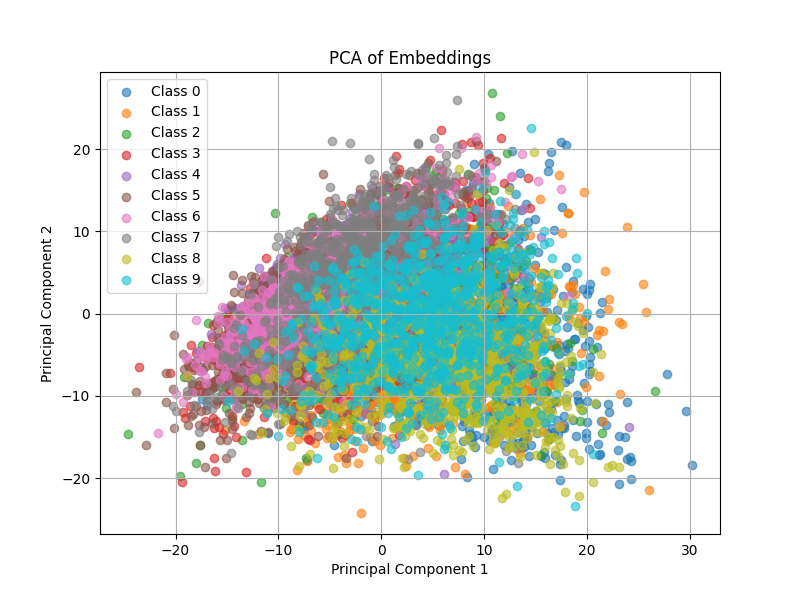 PCA of Embeddings
Class 0
Class 1
Class 2
Class 3
Class 4
Class 5
Class 6
Class 7
Class 8
Class 9
Principal Component 2
20
10
0
−10
−20
−20 −10 0 10 20 30
Principal Component 1